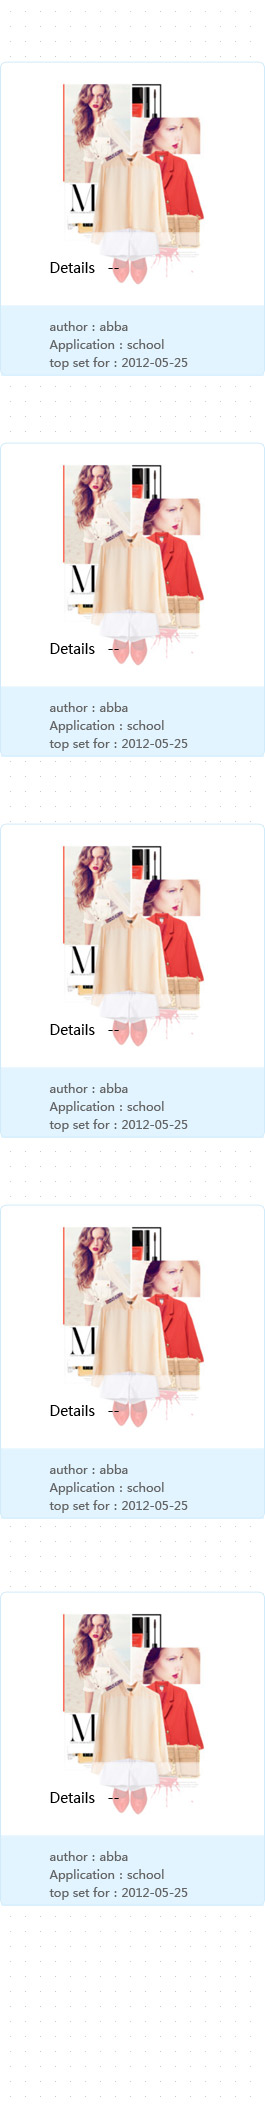 M
Details --
author : abba
Application : school
top set for : 2012-05-25
M
Details --
author : abba
Application : school
top set for : 2012-05-25
M
Details --
author : abba
Application : school
top set for : 2012-05-25
M
Details --
author : abba
Application : school
top set for : 2012-05-25
M
Details --
author : abba
Application : school
top set for : 2012-05-25